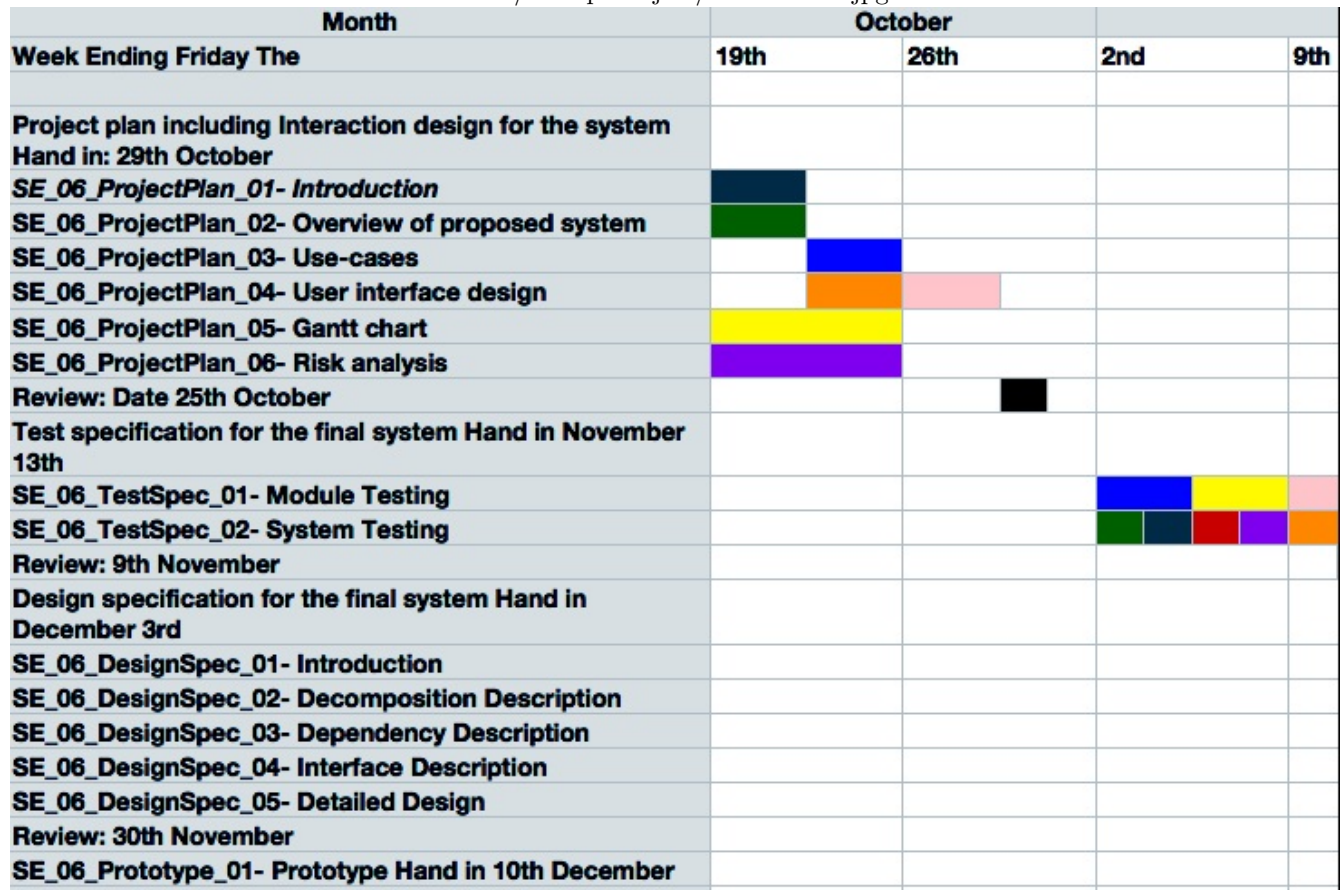 Month October
Week Ending Friday The 19th 26th 2nd 9th
Project plan including Interaction design for the system
Hand in: 29th October
SE_06_ProjectPlan_01- Introduction
SE_06_ProjectPlan_02- Overview of proposed system
SE_06_ProjectPlan_03- Use-cases
SE_06_ProjectPlan_04- User interface design
SE_06_ProjectPlan_05- Gantt chart
SE_06_ProjectPlan_06- Risk analysis
Review: Date 25th October
Test specification for the final system Hand in November
13th
SE_06_TestSpec_01- Module Testing
SE_06_TestSpec_02- System Testing
Review: 9th November
Design specification for the final system Hand in
December 3rd
SE_06_DesignSpec_01- Introduction
SE_06_DesignSpec_02- Decomposition Description
SE_06_DesignSpec_03- Dependency Description
SE_06_DesignSpec_04- Interface Description
SE_06_DesignSpec_05- Detailed Design
Review: 30th November
SE_06_Prototype_01- Prototype Hand in 10th December